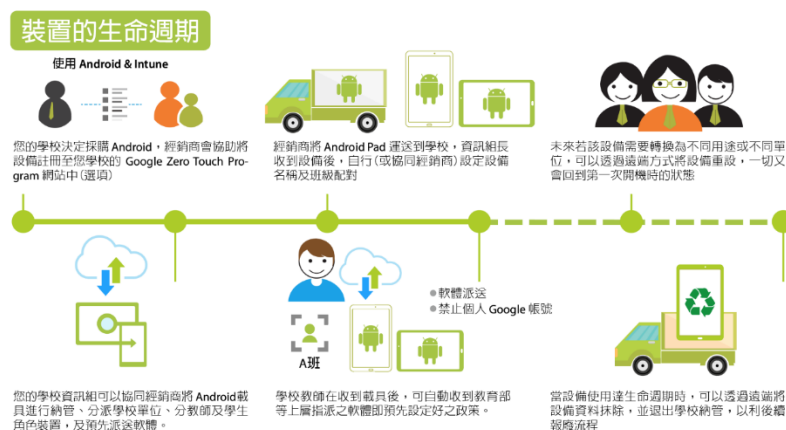 裝置的生命週期
使用 Android & Intune
您的學校決定採購 Android，經銷商會協助將
設備註冊至您學校的 Google Zero Touch Pro-
gram 網站中(選項)
經銷商將 Android Pad 運送到學校，資訊組長
收到設備後，自行(或協同經銷商)設定設備
名稱及班級配對
未來若該設備需要轉換為不同用途或不同單
位，可以透過遠端方式將設備重設，一切又
會回到第一次開機時的狀態
您的學校資訊組可以協同經銷商將 Android載
具進行納管、分派學校單位、分教師及學生
角色裝置，及預先派送軟體。
A班
●軟體派送
●禁止個人 Google 帳號
學校教師在收到載具後，可自動收到教育部
等上層指派之軟體即預先設定好之政策。
當設備使用達生命週期時，可以透過遠端將
設備資料抹除，並退出學校納管，以利後續
報廢流程